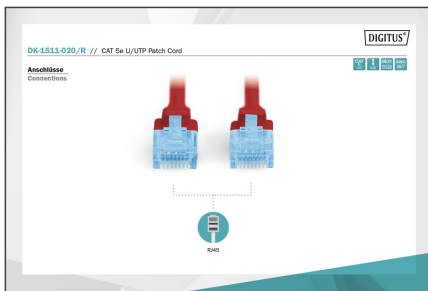 DIGITUS®
DK-1511-020/R // CAT 5e U/UTP Patch Cord
Anschlüsse
Connections
RJ45